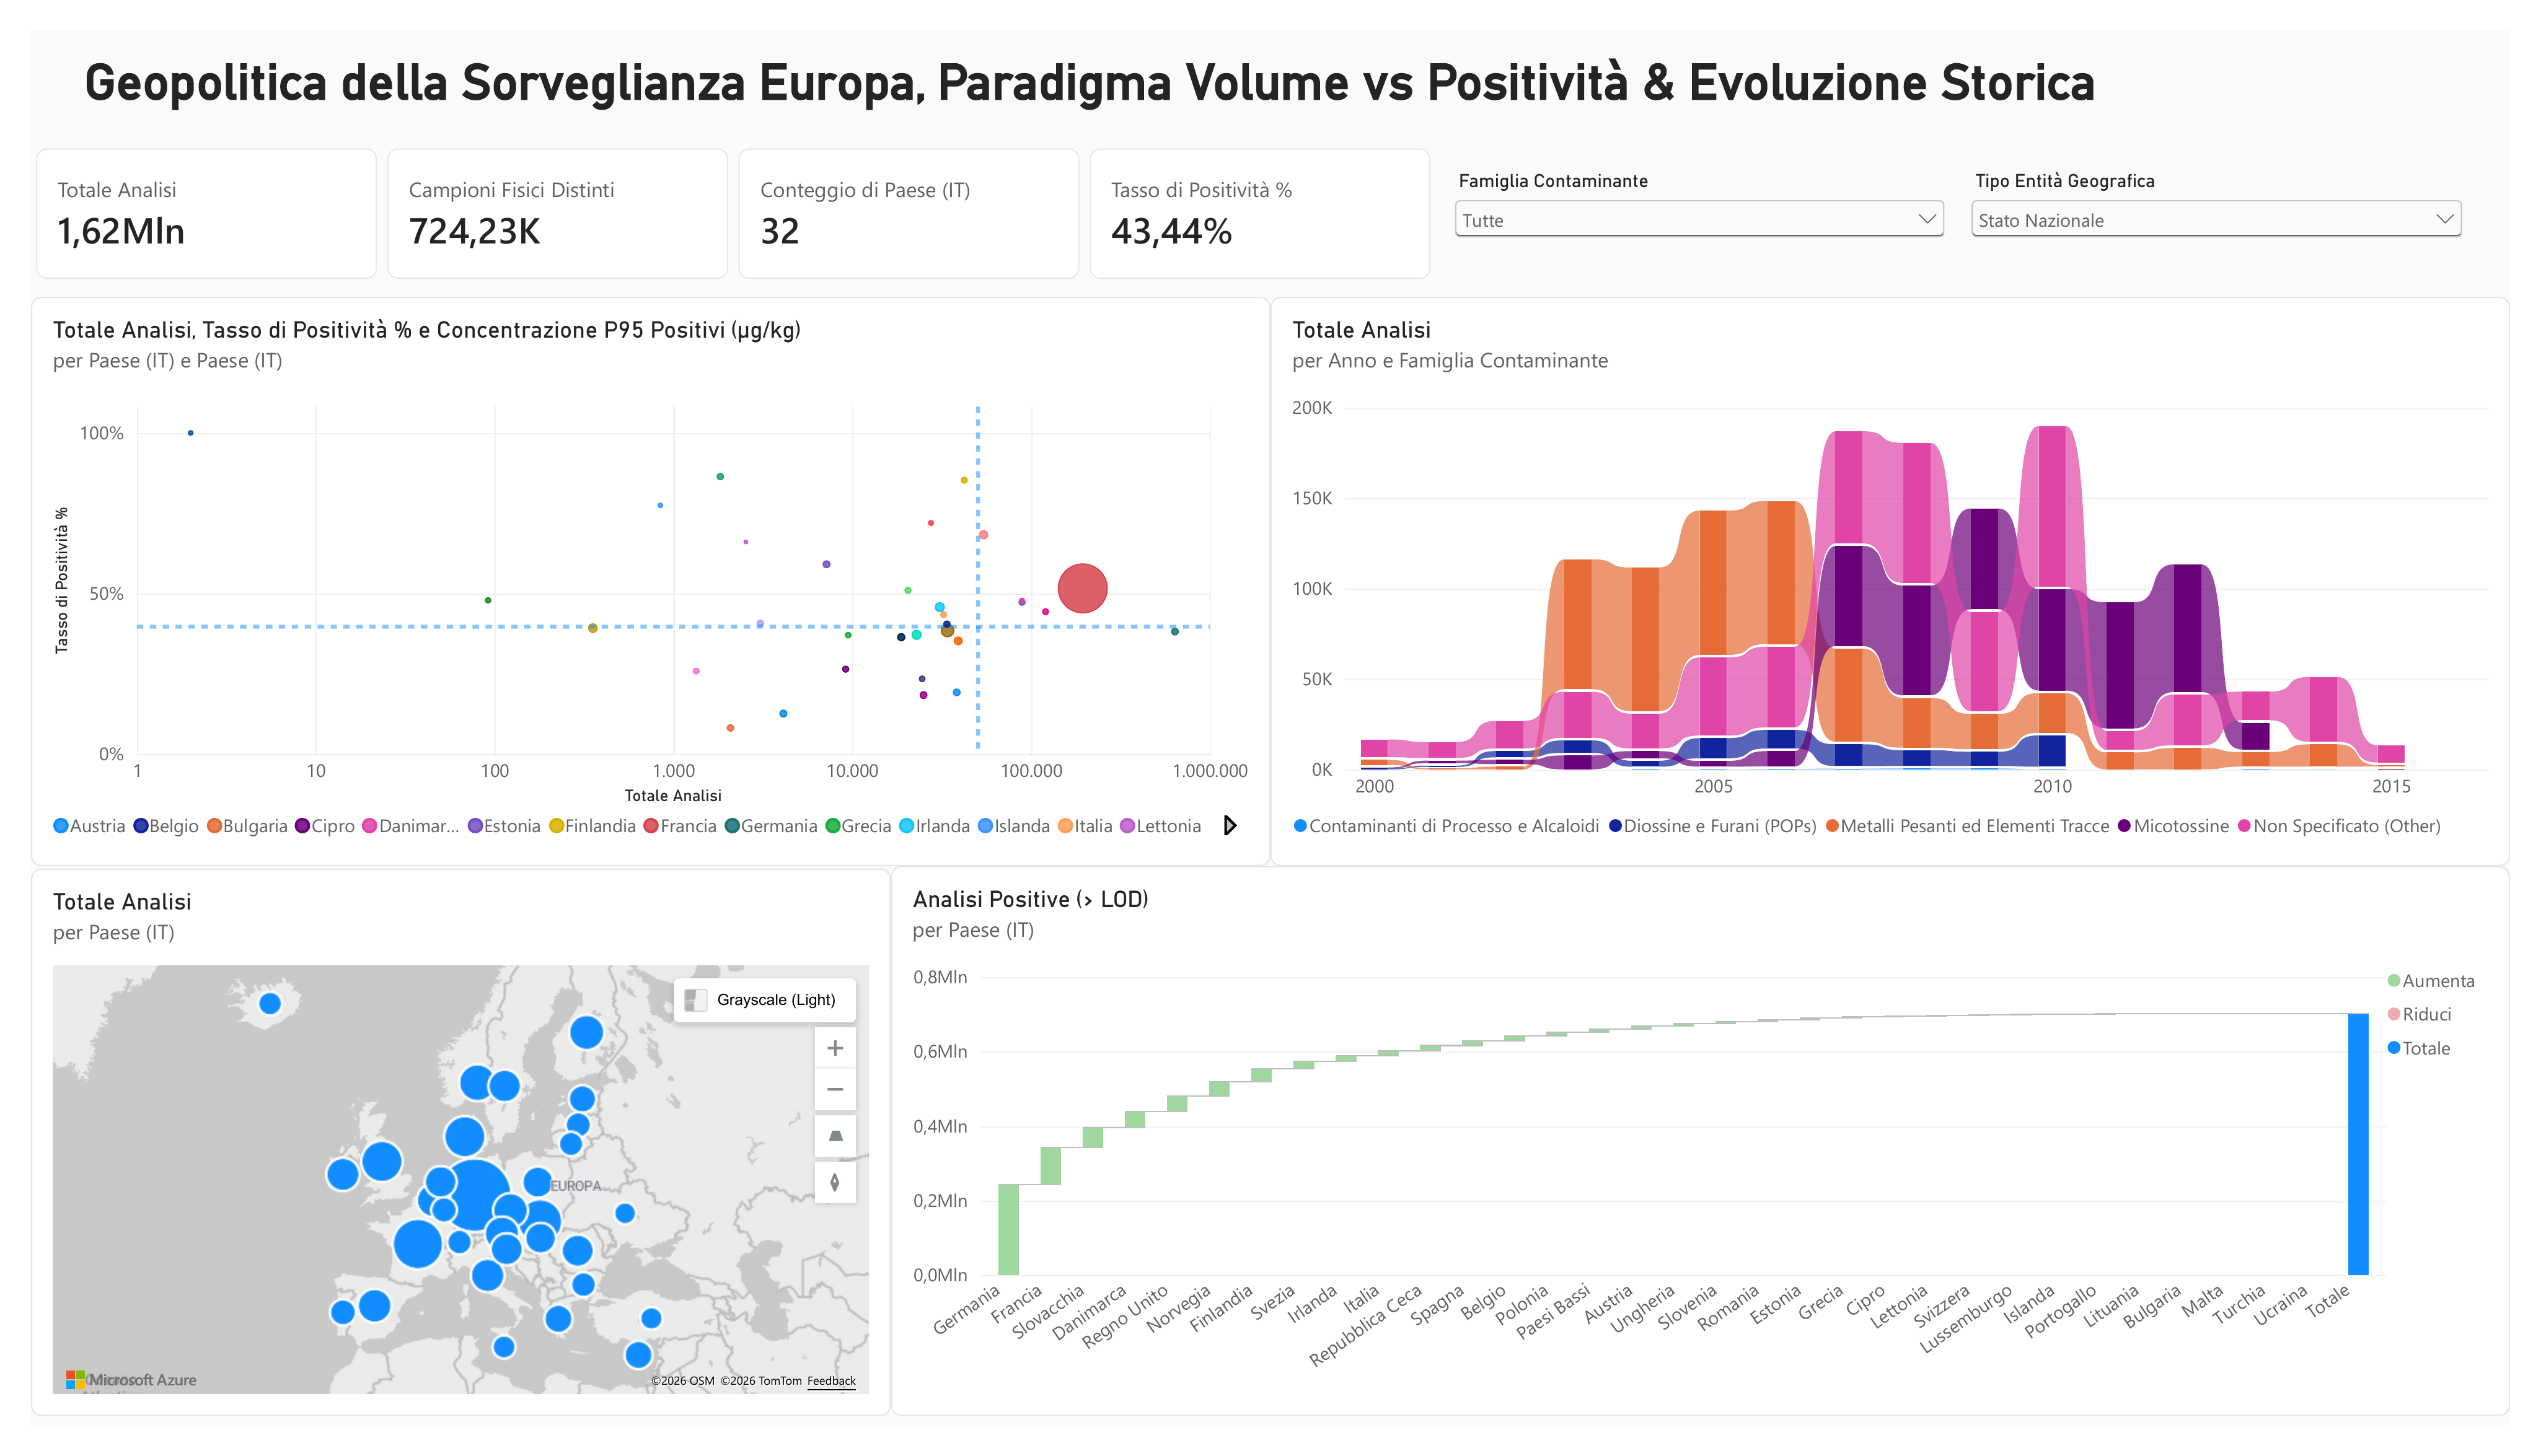 Geopolitica della Sorveglianza Europa, Paradigma Volume vs Positività & Evoluzione Storica
Totale Analisi
1,62Mln
Campioni Fisici Distinti
724,23K
Conteggio di Paese (IT)
32
Tasso di Positività %
43,44%
Famiglia Contaminante
Tutte
Tipo Entità Geografica
Stato Nazionale
Totale Analisi, Tasso di Positività % e Concentrazione P95 Positivi (µg/kg)
per Paese (IT) e Paese (IT)
Tasso di Positività %
100%
50%
0%
1
10
100
1.000
10.000
100.000
1.000.000
Totale Analisi
Austria
Belgio
Bulgaria
Cipro
Danimar...
Estonia
Finlandia
Francia
Germania
Grecia
Irlanda
Islanda
Italia
Lettonia
Totale Analisi
per Anno e Famiglia Contaminante
200K
150K
100K
50K
0K
2000
2005
2010
2015
Contaminanti di Processo e Alcaloidi
Diossine e Furani (POPs)
Metalli Pesanti ed Elementi Tracce
Micotossine
Non Specificato (Other)
Totale Analisi
per Paese (IT)
Grayscale (Light)
EUROPA
Microsoft Azure
©2026 OSM ©2026 TomTom Feedback
Analisi Positive (> LOD)
per Paese (IT)
0,8Mln
0,6Mln
0,4Mln
0,2Mln
0,0Mln
Germania
Francia
Slovacchia
Danimarca
Regno Unito
Norvegia
Finlandia
Svezia
Irlanda
Italia
Repubblica Ceca
Spagna
Belgio
Polonia
Paesi Bassi
Austria
Ungheria
Slovenia
Romania
Estonia
Grecia
Cipro
Lettonia
Svizzera
Lussemburgo
Islanda
Portogallo
Lituania
Bulgaria
Malta
Turchia
Ucraina
Totale
Aumenta
Riduci
Totale